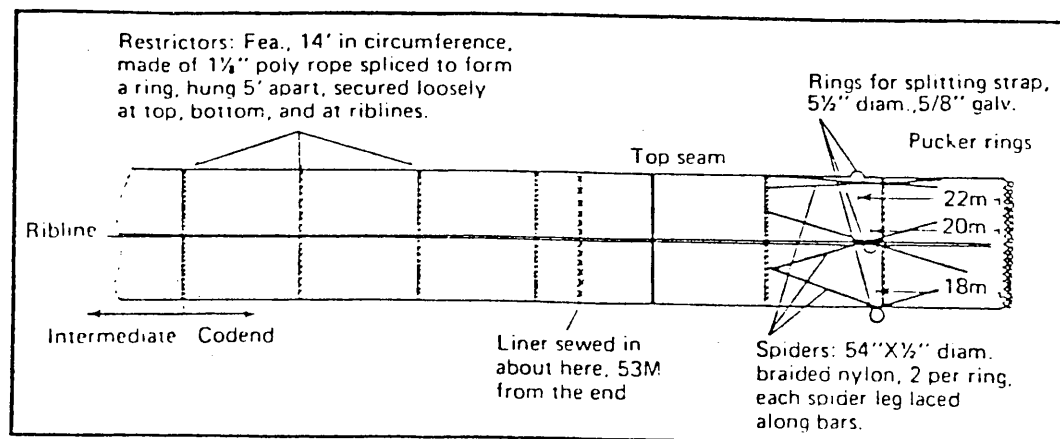 Restrictors: Fea., 14' in circumference,
made of 1⅛" poly rope spliced to form
a ring, hung 5' apart, secured loosely
at top, bottom, and at riblines.
Rings for splitting strap,
5½" diam.,5/8" galv.
Pucker rings
Top seam
22m
Ribline
20m
18m
Intermediate Codend
Liner sewed in
about here, 53M
from the end
Spiders: 54"X½" diam.
braided nylon, 2 per ring,
each spider leg laced
along bars.